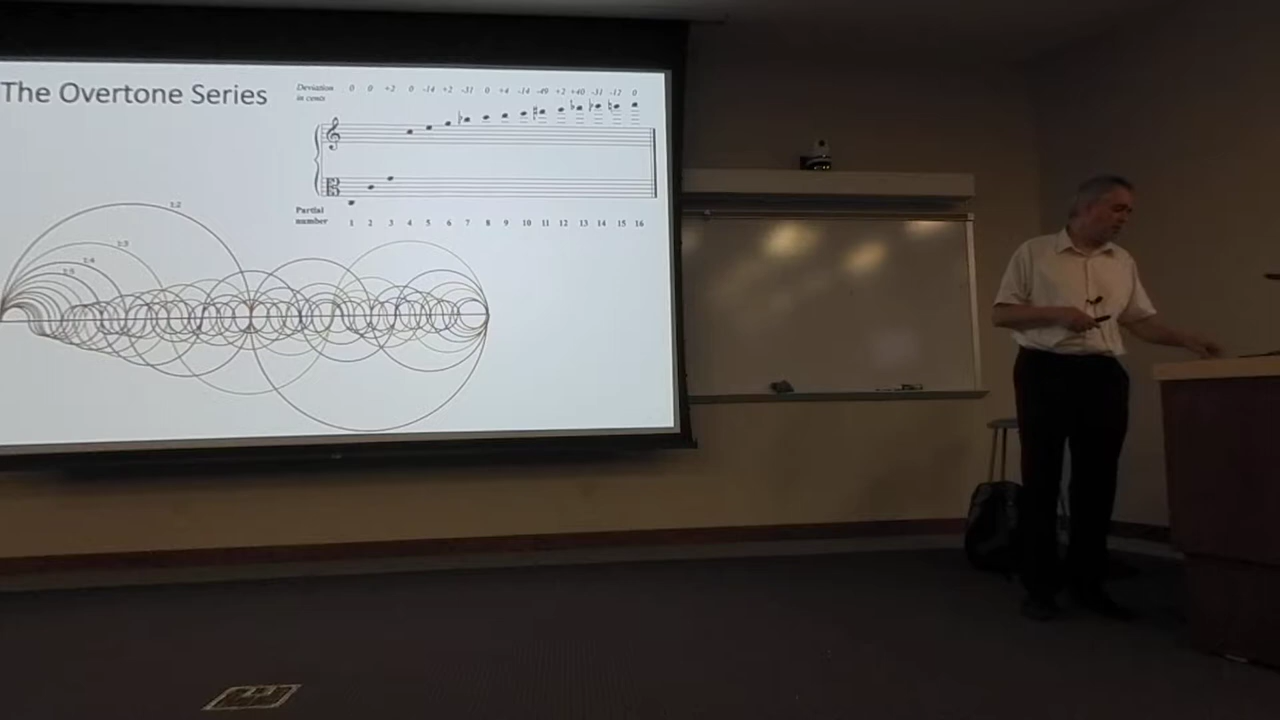 The Overtone Series
Deviation 0 0 +2 0 -14 +2 -31 0 +4 -14 -49 +2 +40 -31 -12 0
in cents
Partial
number 1 2 3 4 5 6 7 8 9 10 11 12 13 14 15 16
1:2
1:3
1:4
1:5